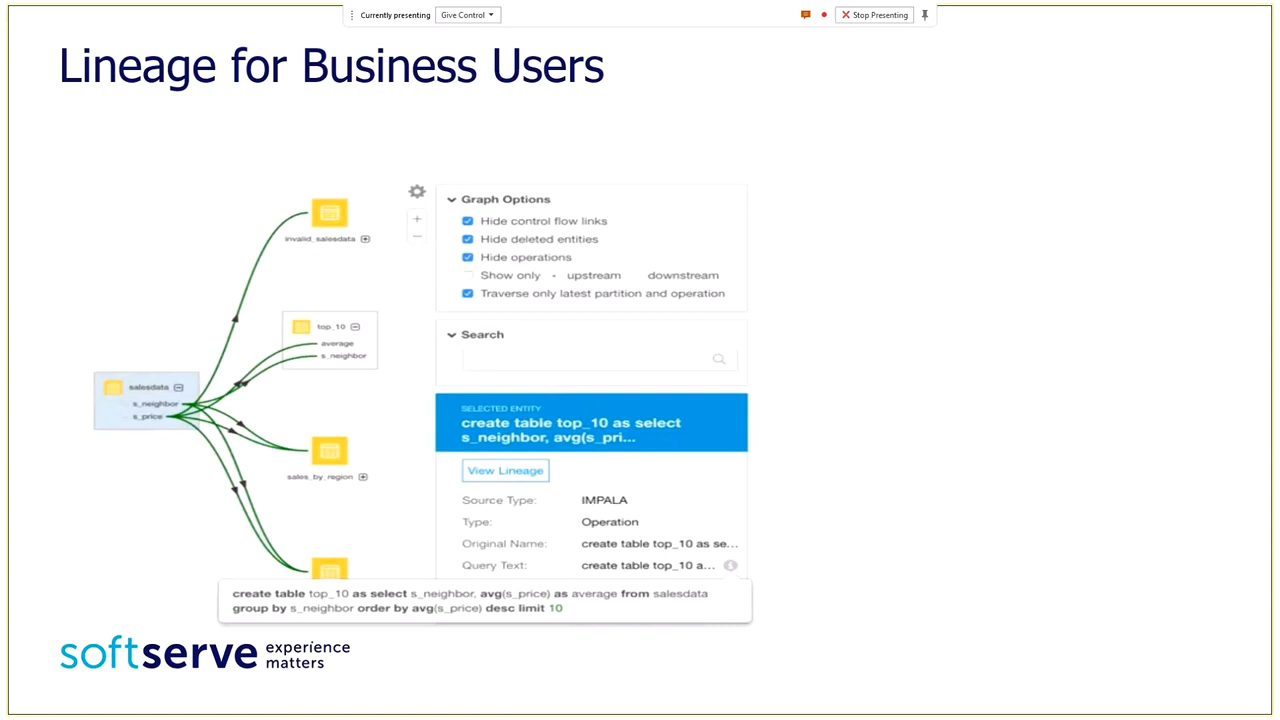 Currently presenting
Give Control
Stop Presenting
Lineage for Business Users
invalid_salesdata
top_10
average
s_neighbor
salesdata
s_neighbor
s_price
sales_by_region
Graph Options
Hide control flow links
Hide deleted entities
Hide operations
Show only - upstream downstream
Traverse only latest partition and operation
Search
SELECTED ENTITY
create table top_10 as select
s_neighbor, avg(s_pri...
View Lineage
Source Type: IMPALA
Type: Operation
Original Name: create table top_10 as se...
Query Text: create table top_10 a...
create table top_10 as select s_neighbor, avg(s_price) as average from salesdata
group by s_neighbor order by avg(s_price) desc limit 10
softserve experience
matters